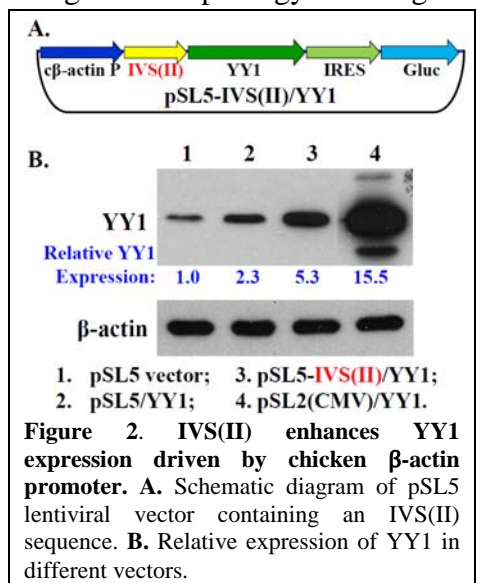 A.
cβ-actin P IVS(II) YY1 IRES Gluc
pSL5-IVS(II)/YY1
B.
1 2 3 4
YY1
Relative YY1
Expression: 1.0 2.3 5.3 15.5
β-actin
1. pSL5 vector; 3. pSL5-IVS(II)/YY1;
2. pSL5/YY1; 4. pSL2(CMV)/YY1.
Figure 2. IVS(II) enhances YY1
expression driven by chicken β-actin
promoter. A. Schematic diagram of pSL5
lentiviral vector containing an IVS(II)
sequence. B. Relative expression of YY1 in
different vectors.